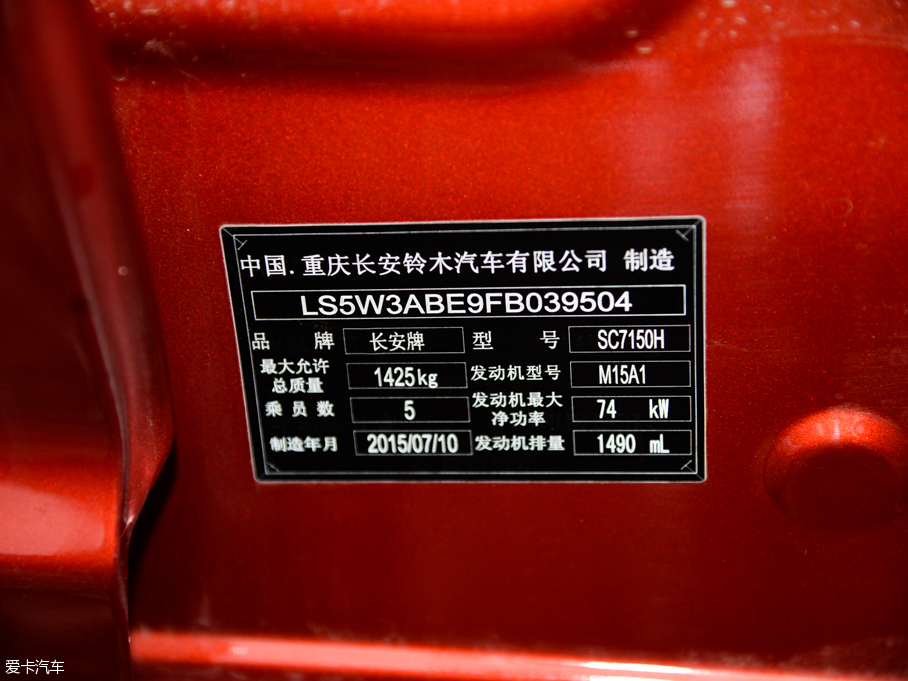 中国.重庆长安铃木汽车有限公司 制造
LS5W3ABE9FB039504
品牌 长安牌 型号 SC7150H
最大允许总质量 1425kg 发动机型号 M15A1
乘员数 5 发动机最大净功率 74 kW
制造年月 2015/07/10 发动机排量 1490 mL
爱卡汽车